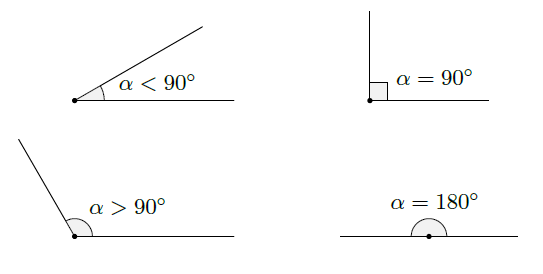 α < 90°
α = 90°
α > 90°
α = 180°